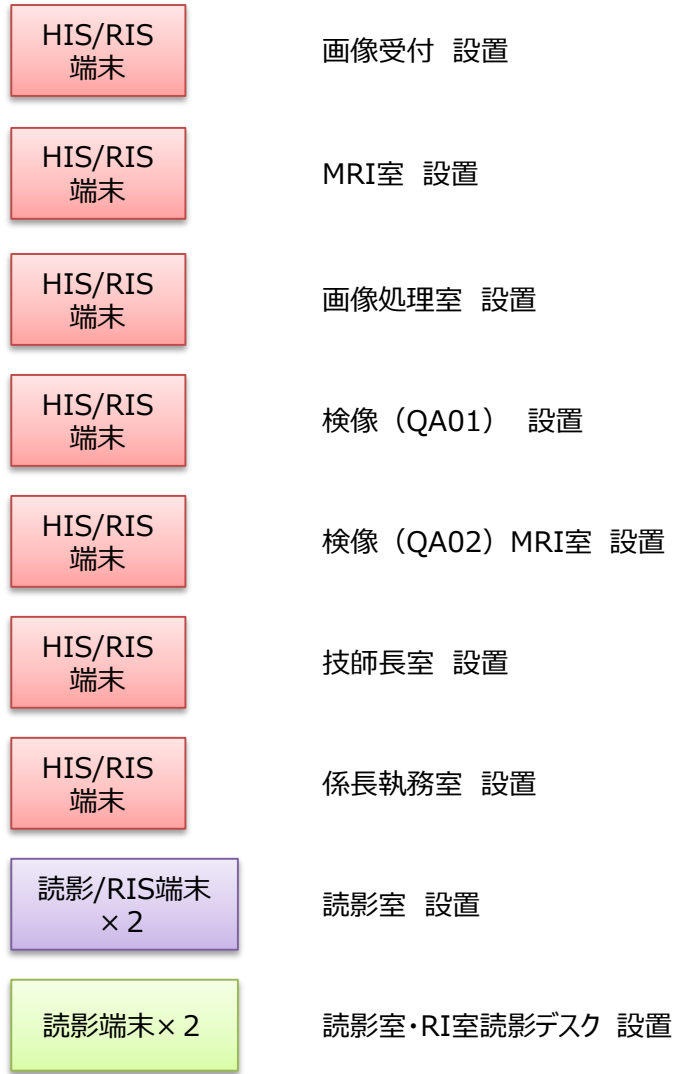 HIS/RIS
端末
画像受付 設置
HIS/RIS
端末
MRI室 設置
HIS/RIS
端末
画像処理室 設置
HIS/RIS
端末
検像（QA01） 設置
HIS/RIS
端末
検像（QA02）MRI室 設置
HIS/RIS
端末
技師長室 設置
HIS/RIS
端末
係長執務室 設置
読影/RIS端末
×２
読影室 設置
読影端末×２
読影室・RI室読影デスク 設置